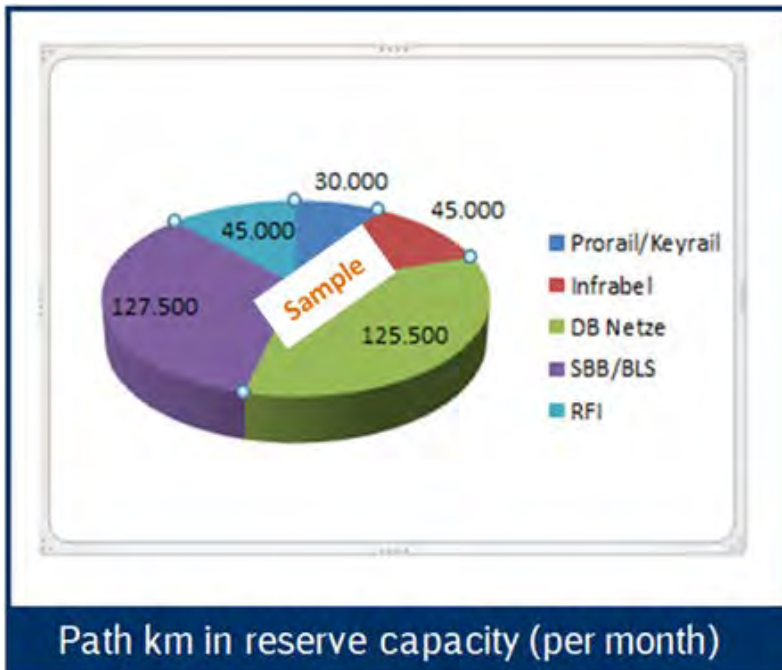 30.000
45.000
45.000
Prorail/Keyrail
Infrabel
DB Netze
SBB/BLS
RFI
Sample
127.500
125.500
Path km in reserve capacity (per month)